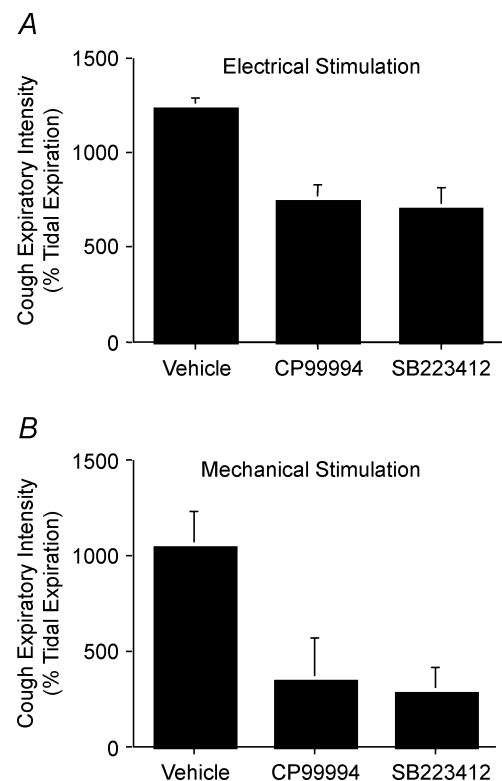 A
Electrical Stimulation
Cough Expiratory Intensity
(% Tidal Expiration)
1500
1000
500
0
Vehicle CP99994 SB223412
B
Mechanical Stimulation
Cough Expiratory Intensity
(% Tidal Expiration)
1500
1000
500
0
Vehicle CP99994 SB223412